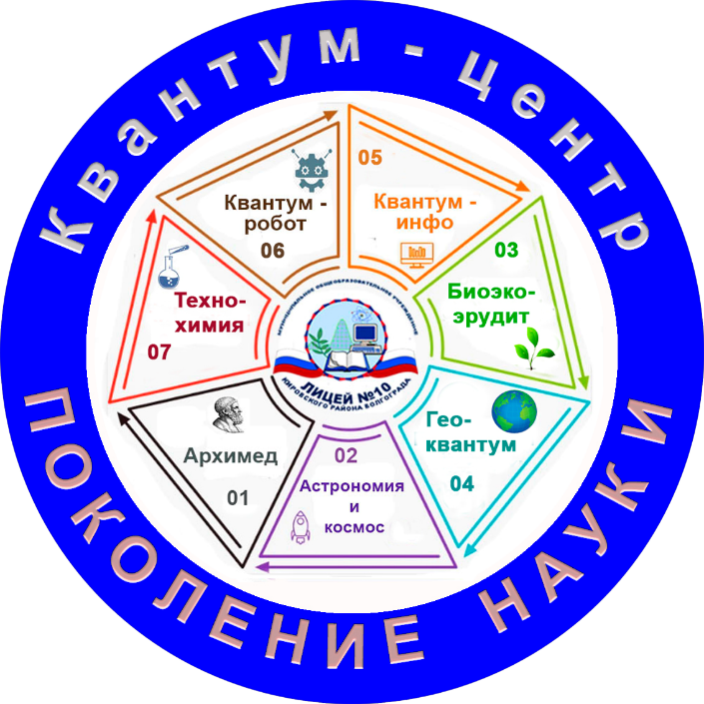 Квантум - центр
05
Квантум -
инфо
Квантум -
робот
06
03
Биоэко-
эрудит
Техно-
химия
07
МУНИЦИПАЛЬНОЕ ОБЩЕОБРАЗОВАТЕЛЬНОЕ УЧРЕЖДЕНИЕ
ЛИЦЕЙ №10
КИРОВСКОГО РАЙОНА ВОЛГОГРАДА
Гео-
квантум
04
Архимед
01
02
Астрономия
и
космос
ПОКОЛЕНИЕ НАУКИ